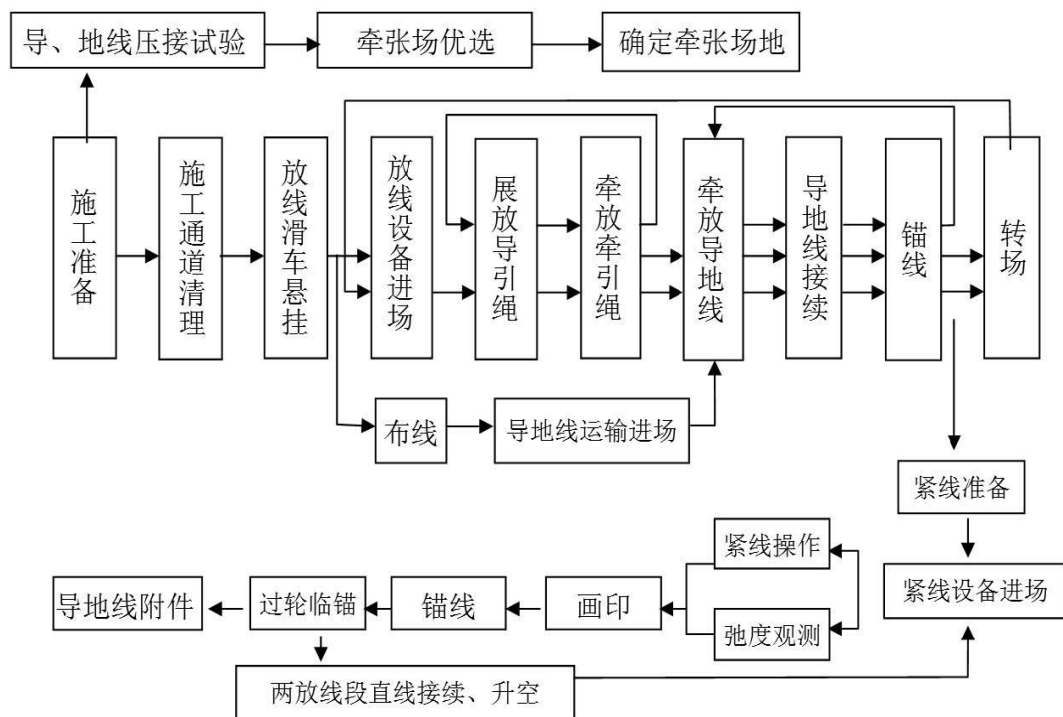 导、地线压接试验
牵张场优选
确定牵张场地
施工准备
施工通道清理
放线滑车悬挂
放线设备进场
展放导引绳
牵放牵引绳
牵放导地线
导地线接续
锚线
转场
布线
导地线运输进场
紧线准备
紧线操作
紧线设备进场
导地线附件
过轮临锚
锚线
画印
弛度观测
两放线段直线接续、升空